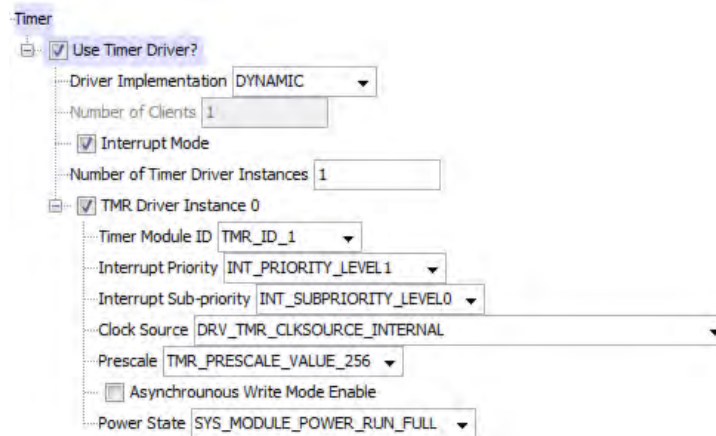 Timer
Use Timer Driver?
Driver Implementation DYNAMIC
Number of Clients 1
Interrupt Mode
Number of Timer Driver Instances 1
TMR Driver Instance 0
Timer Module ID TMR_ID_1
Interrupt Priority INT_PRIORITY_LEVEL1
Interrupt Sub-priority INT_SUBPRIORITY_LEVEL0
Clock Source DRV_TMR_CLKSOURCE_INTERNAL
Prescale TMR_PRESCALE_VALUE_256
Asynchrounous Write Mode Enable
Power State SYS_MODULE_POWER_RUN_FULL